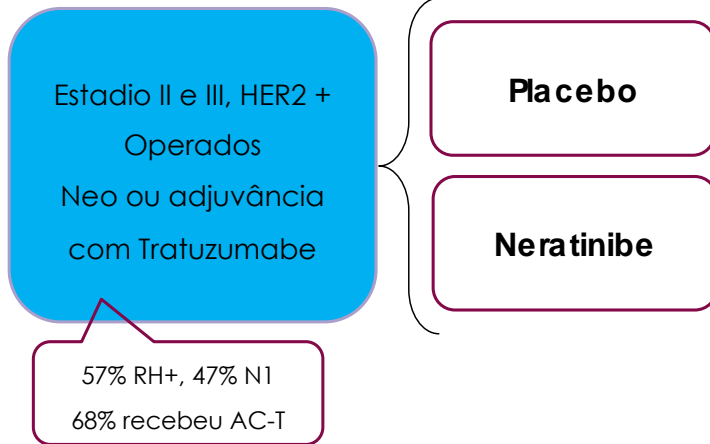 Estadio II e III, HER2 +
Operados
Neo ou adjuvância
com Tratuzumabe
57% RH+, 47% N1
68% recebeu AC-T
Placebo
Neratinibe